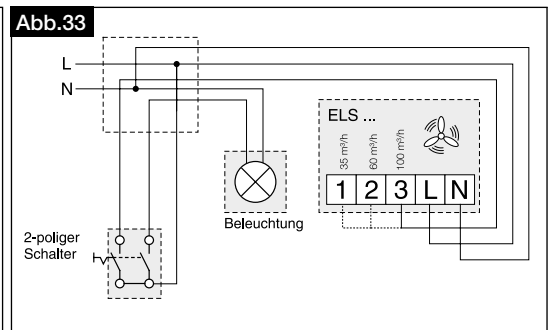 Abb.33
L
N
ELS ...
35 m³/h
60 m³/h
100 m³/h
1 2 3 L N
Beleuchtung
2-poliger
Schalter